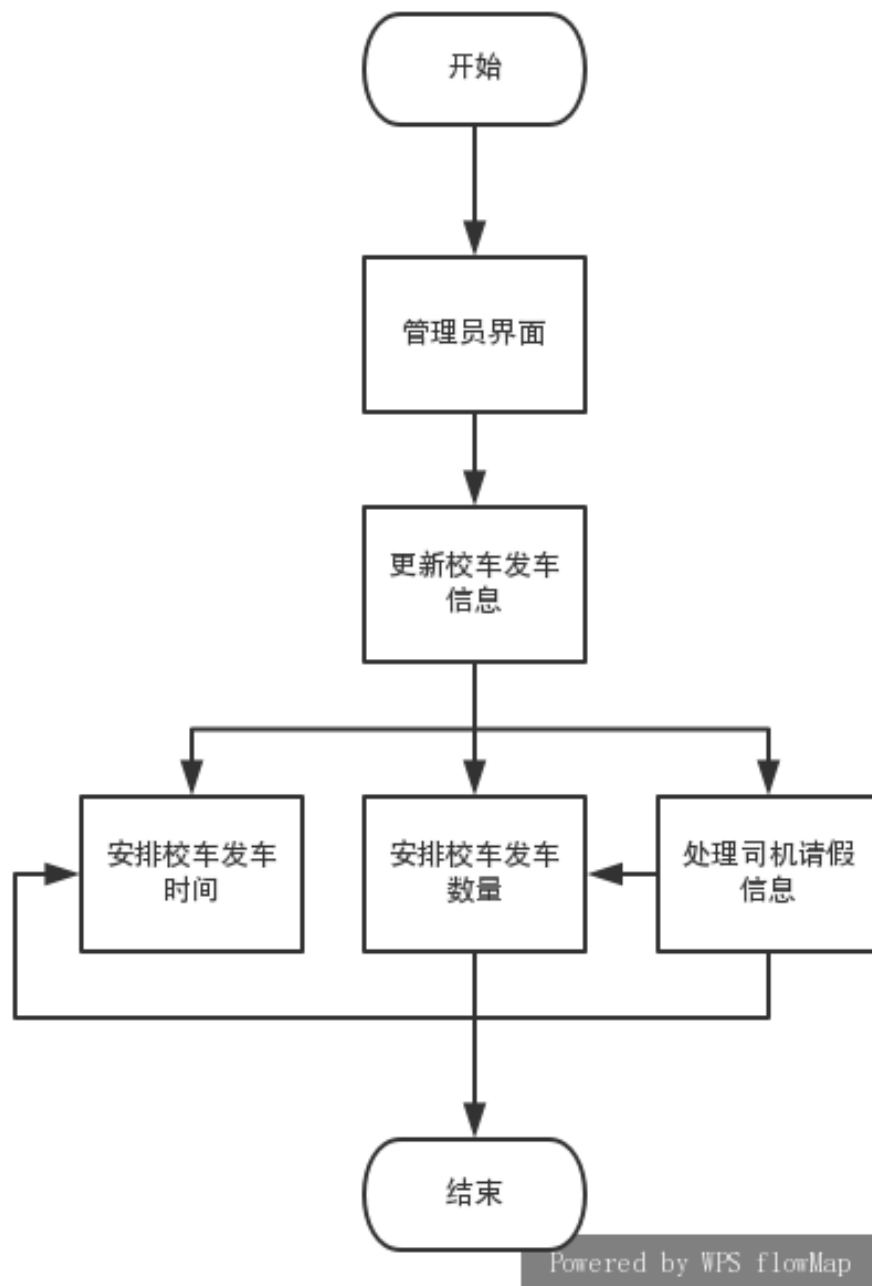 开始
管理员界面
更新校车发车
信息
安排校车发车
时间
安排校车发车
数量
处理司机请假
信息
结束
Powered by WPS flowMap